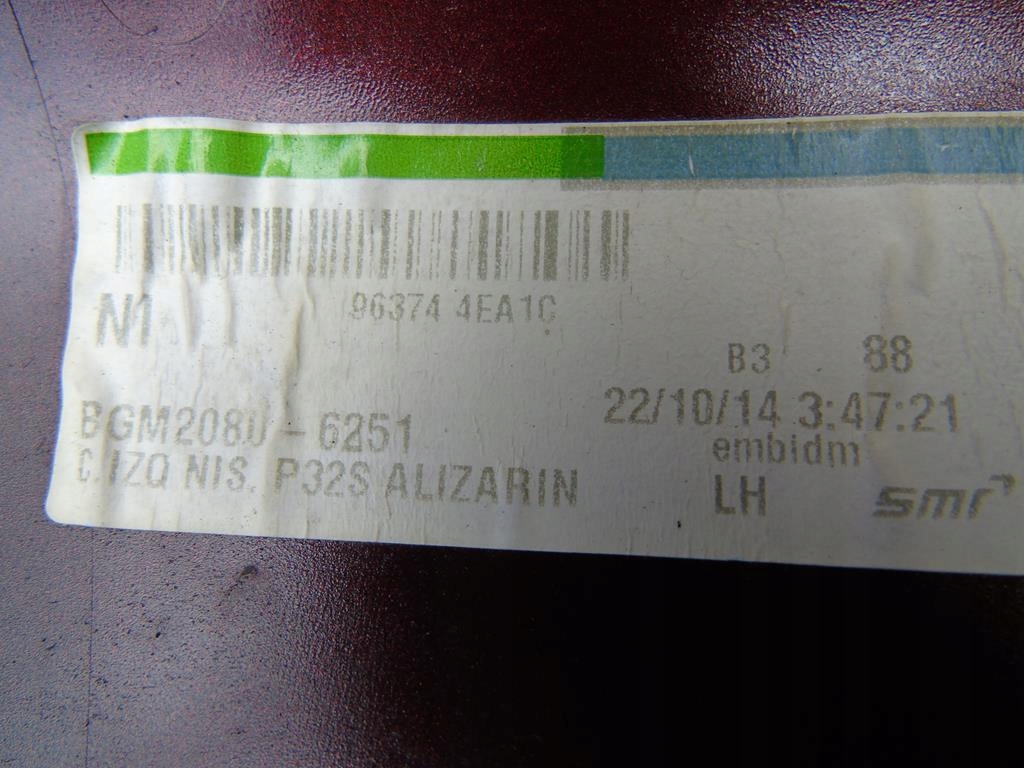 N1
96374 4EA1C
B3 88
22/10/14 3:47:21
BGM2080 - 6251
embidm
C.IZQ NIS. P32S ALIZARIN
LH
smr